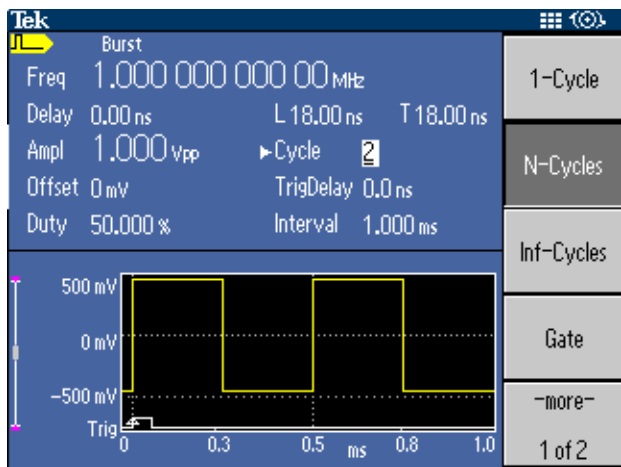 Tek
Burst
Freq 1.000 000 000 00 MHz
Delay 0.00 ns L 18.00 ns T 18.00 ns
Ampl 1.000 Vpp ►Cycle 2
Offset 0 mV TrigDelay 0.0 ns
Duty 50.000 % Interval 1.000 ms
500 mV
0 mV
-500 mV
Trig
0 0.3 0.5 ms 0.8 1.0
1-Cycle
N-Cycles
Inf-Cycles
Gate
-more-
1 of 2